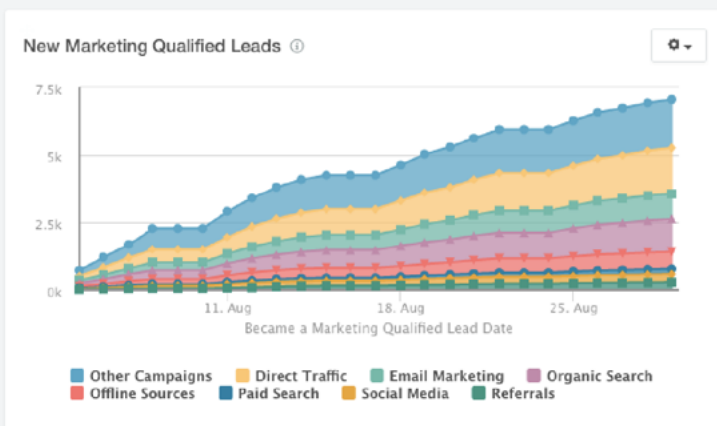 New Marketing Qualified Leads
7.5k
5k
2.5k
0k
11. Aug
18. Aug
25. Aug
Became a Marketing Qualified Lead Date
Other Campaigns
Direct Traffic
Email Marketing
Organic Search
Offline Sources
Paid Search
Social Media
Referrals